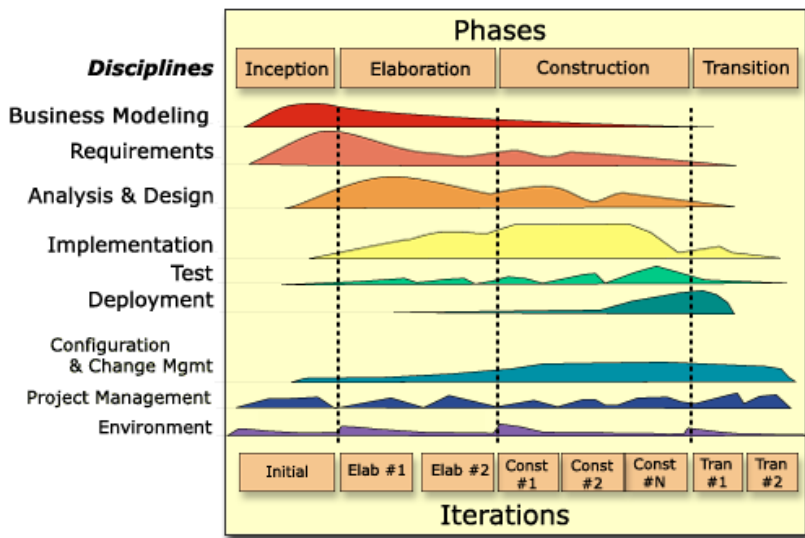 Phases
Disciplines
Inception
Elaboration
Construction
Transition
Business Modeling
Requirements
Analysis & Design
Implementation
Test
Deployment
Configuration
& Change Mgmt
Project Management
Environment
Initial
Elab #1
Elab #2
Const
#1
Const
#2
Const
#N
Tran
#1
Tran
#2
Iterations